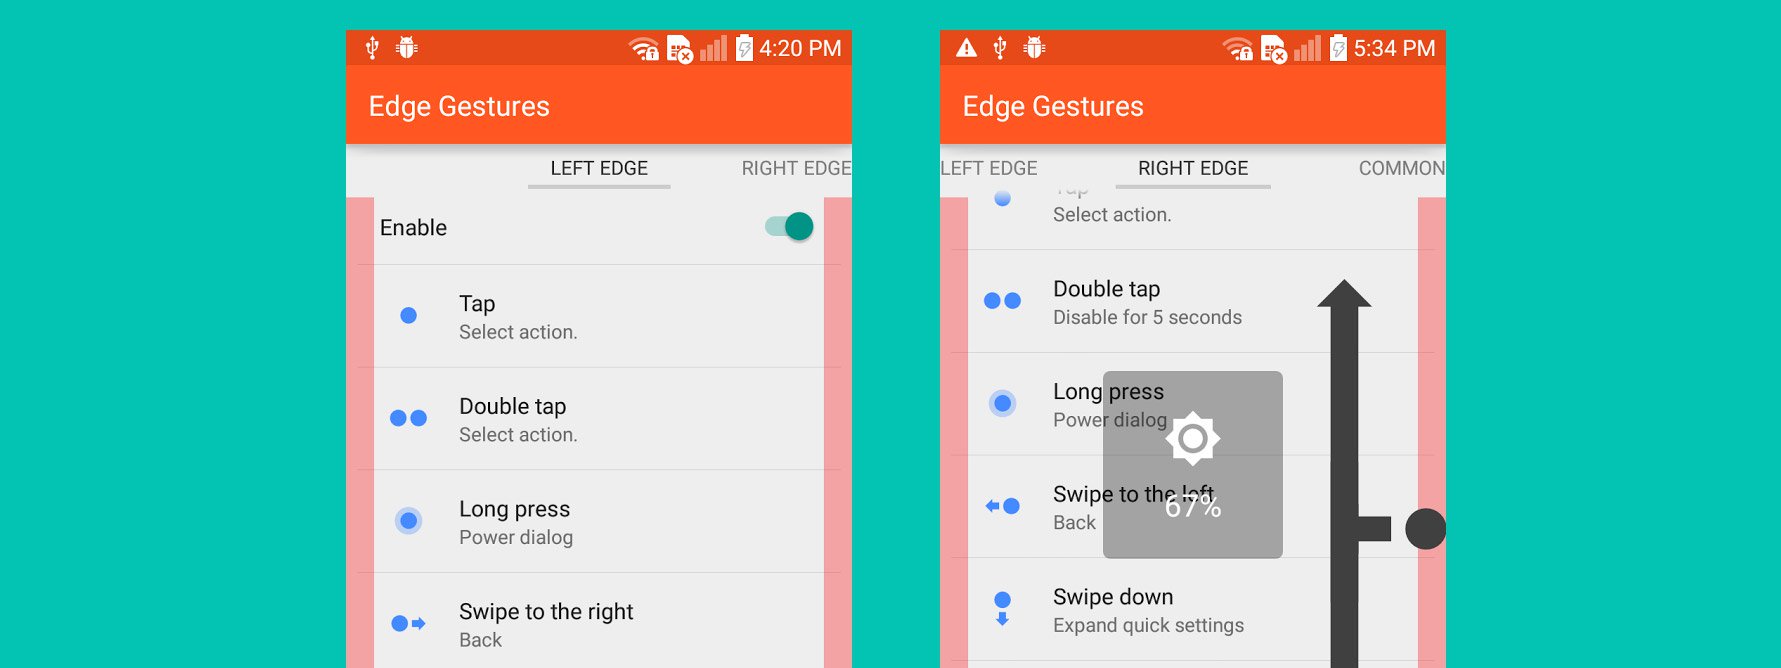 4:20 PM
Edge Gestures
LEFT EDGE
RIGHT EDGE
Enable
Tap
Select action.
Double tap
Select action.
Long press
Power dialog
Swipe to the right
Back
5:34 PM
Edge Gestures
LEFT EDGE
RIGHT EDGE
COMMON
Tap
Select action.
Double tap
Disable for 5 seconds
Long press
Power dialog
Swipe to the left
67%
Back
Swipe down
Expand quick settings